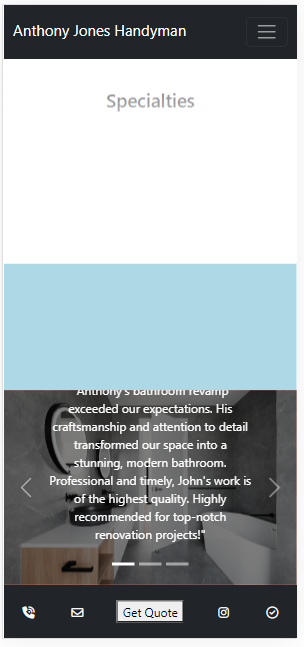 Anthony Jones Handyman
Specialties
"Anthony's bathroom revamp
exceeded our expectations. His
craftsmanship and attention to detail
transformed our space into a
stunning, modern bathroom.
Professional and timely, John's work is
of the highest quality. Highly
recommended for top-notch
renovation projects!"
Get Quote